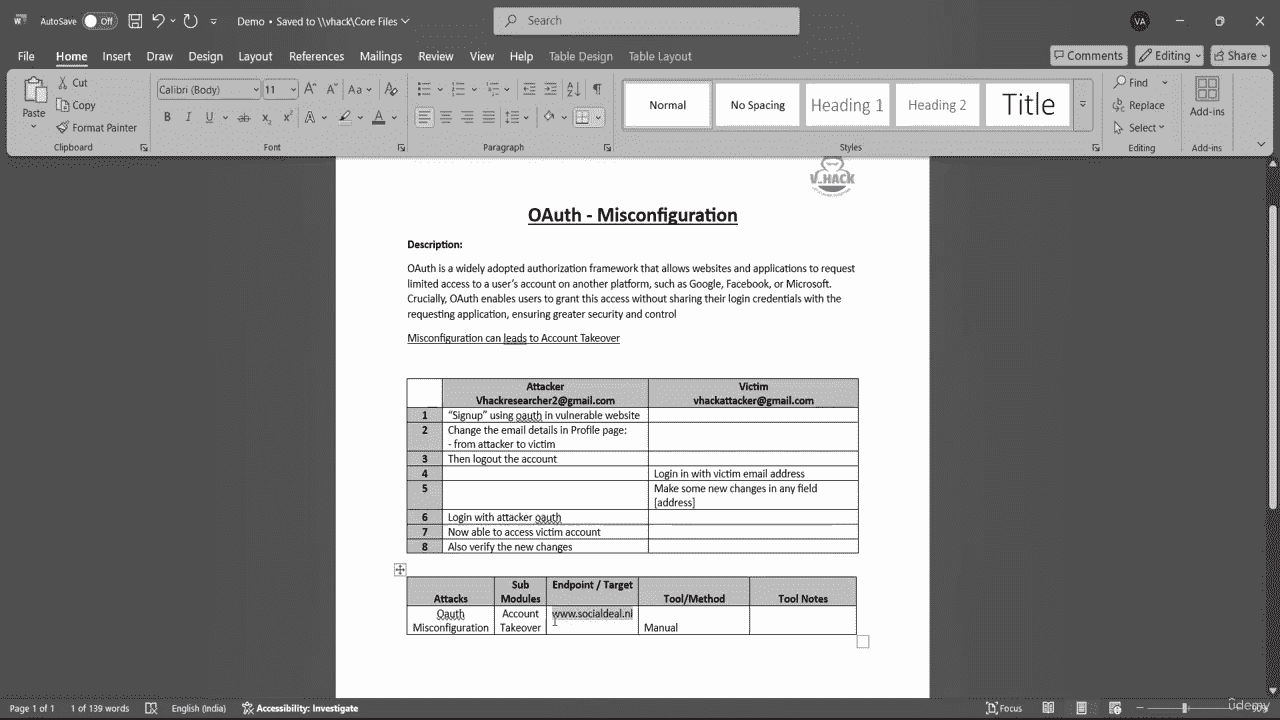 AutoSave Off Demo • Saved to \\vhack\Core Files
Search
VA
File Home Insert Draw Design Layout References Mailings Review View Help Table Design Table Layout
Comments Editing Share
Paste
Cut
Copy
Format Painter
Clipboard
Calibri (Body) 11
Font
Paragraph
Normal
No Spacing
Heading 1
Heading 2
Title
Styles
Find
Replace
Select
Editing
Add-ins
Add-ins
V_HACK
OAuth - Misconfiguration
Description:
OAuth is a widely adopted authorization framework that allows websites and applications to request
limited access to a user's account on another platform, such as Google, Facebook, or Microsoft.
Crucially, OAuth enables users to grant this access without sharing their login credentials with the
requesting application, ensuring greater security and control
Misconfiguration can leads to Account Takeover
Attacker Victim
Vhackresearcher2@gmail.com vhackattacker@gmail.com
1 "Signup" using oauth in vulnerable website
2 Change the email details in Profile page:
- from attacker to victim
3 Then logout the account
4 Login in with victim email address
5 Make some new changes in any field
[address]
6 Login with attacker oauth
7 Now able to access victim account
8 Also verify the new changes
Attacks Sub Modules Endpoint / Target Tool/Method Tool Notes
Oauth Misconfiguration Account Takeover www.socialdeal.nl Manual
Page 1 of 1 1 of 139 words English (India) Accessibility: Investigate Focus
Udemy